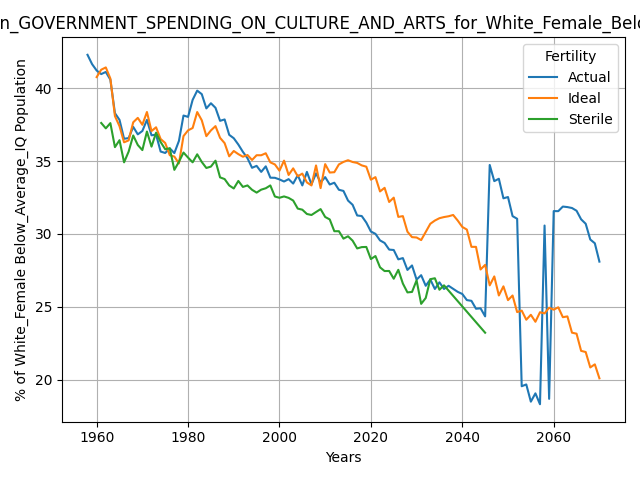 n_GOVERNMENT_SPENDING_ON_CULTURE_AND_ARTS_for_White_Female_Belo
Fertility
Actual
Ideal
Sterile
% of White_Female Below_Average_IQ Population
40
35
30
25
20
1960
1980
2000
2020
2040
2060
Years